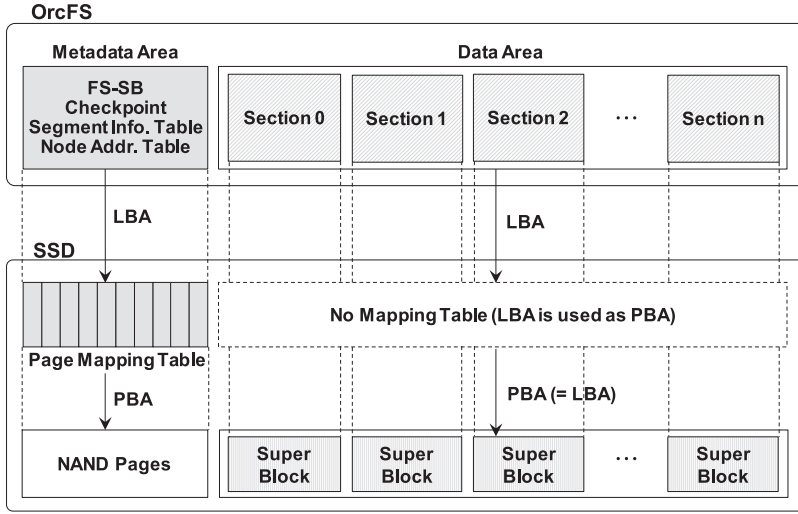 OrcFS
Metadata Area
Data Area
FS-SB
Checkpoint
Segment Info. Table
Node Addr. Table
Section 0
Section 1
Section 2
...
Section n
LBA
LBA
SSD
No Mapping Table (LBA is used as PBA)
Page Mapping Table
PBA
PBA (= LBA)
NAND Pages
Super
Block
Super
Block
Super
Block
...
Super
Block